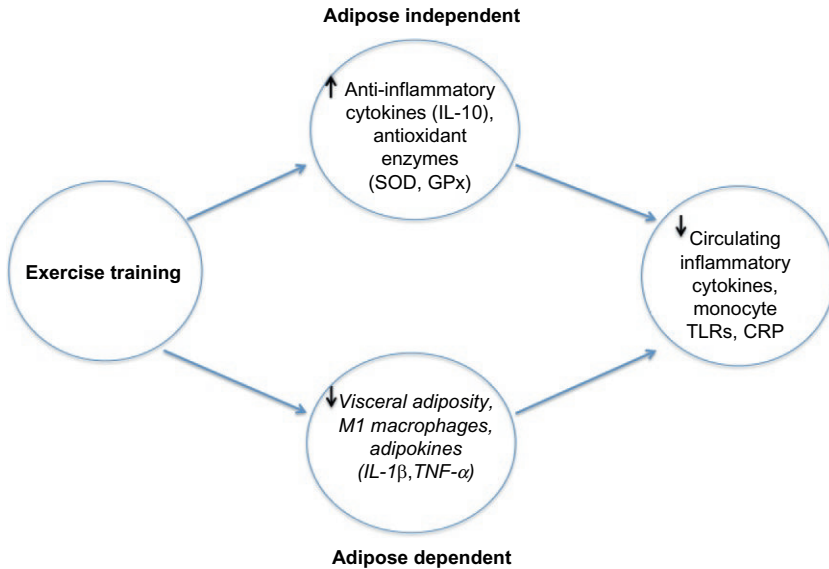 Adipose independent
↑ Anti-inflammatory
cytokines (IL-10),
antioxidant
enzymes
(SOD, GPx)
Exercise training
↓ Circulating
inflammatory
cytokines,
monocyte
TLRs, CRP
↓ Visceral adiposity,
M1 macrophages,
adipokines
(IL-1β,TNF-α)
Adipose dependent